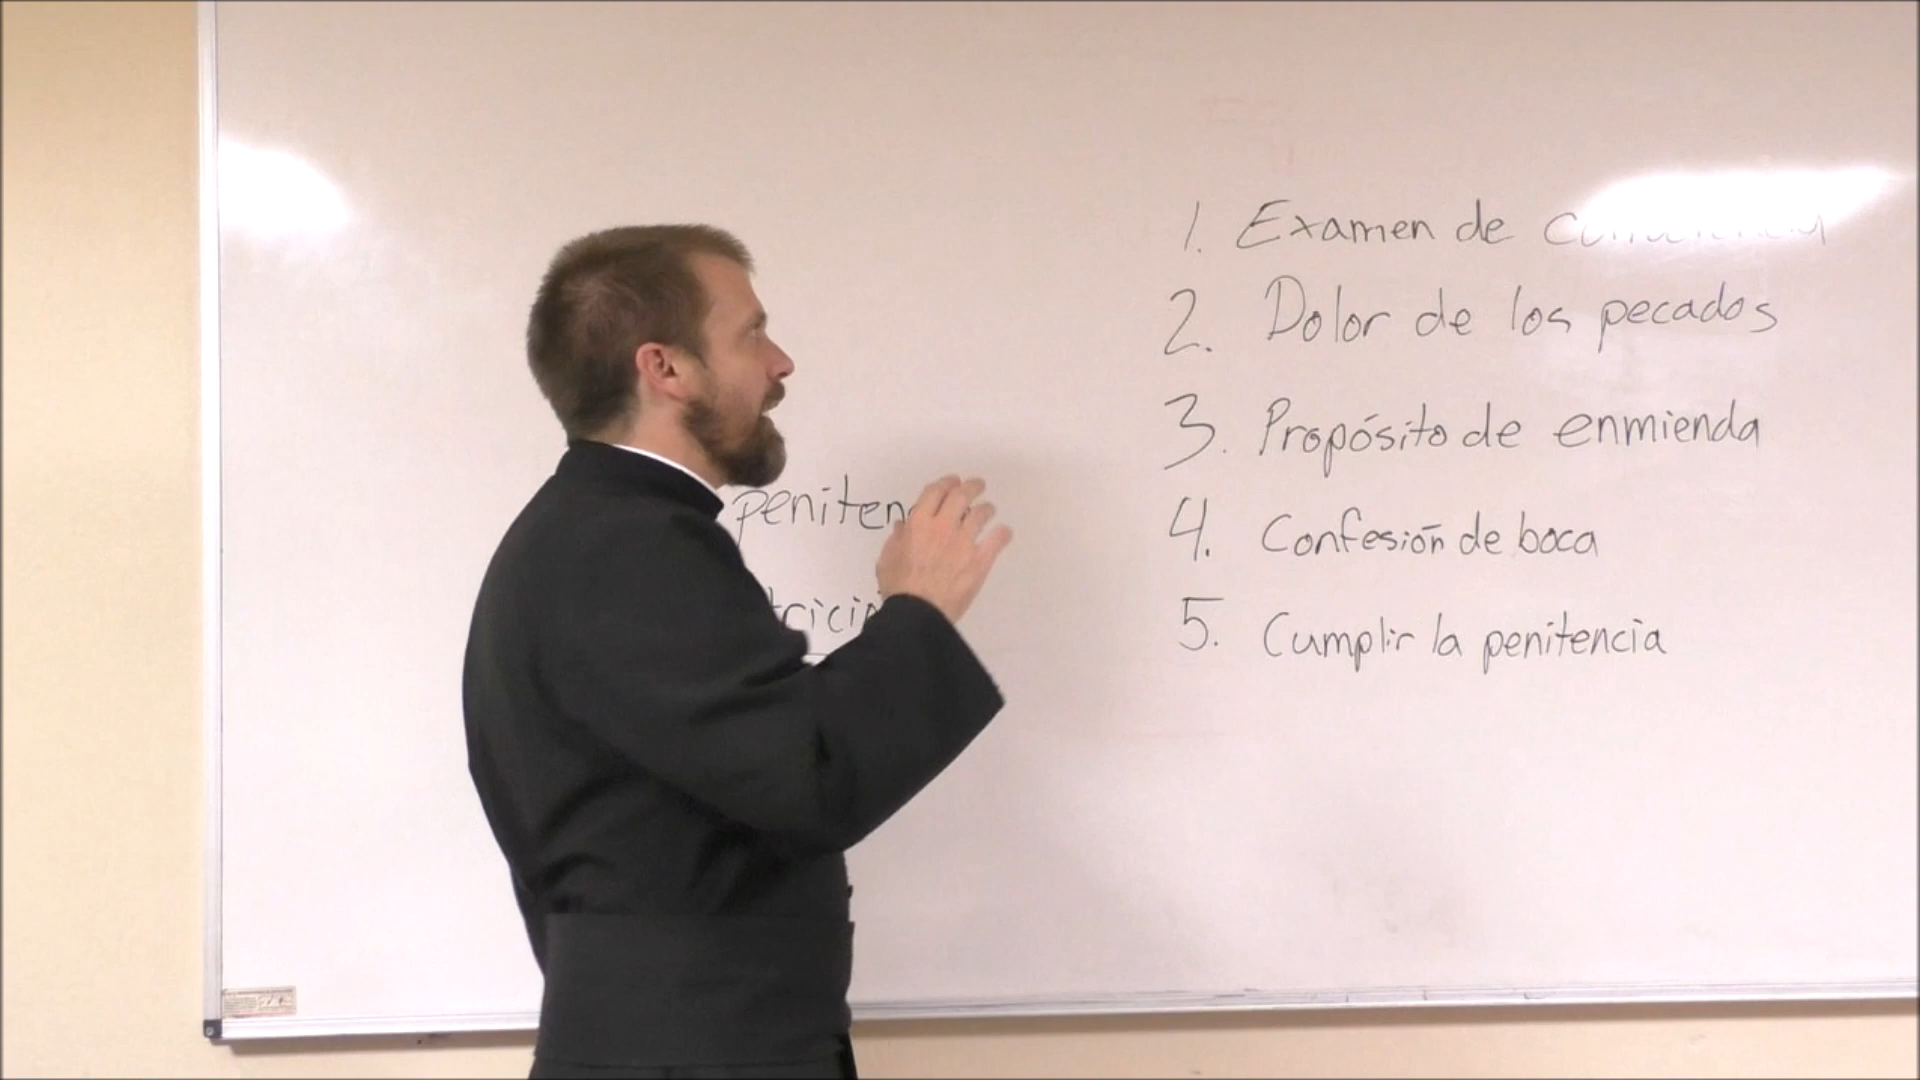 1. Examen de
2. Dolor de los pecados
3. Propósito de enmienda
4. Confesión de boca
5. Cumplir la penitencia